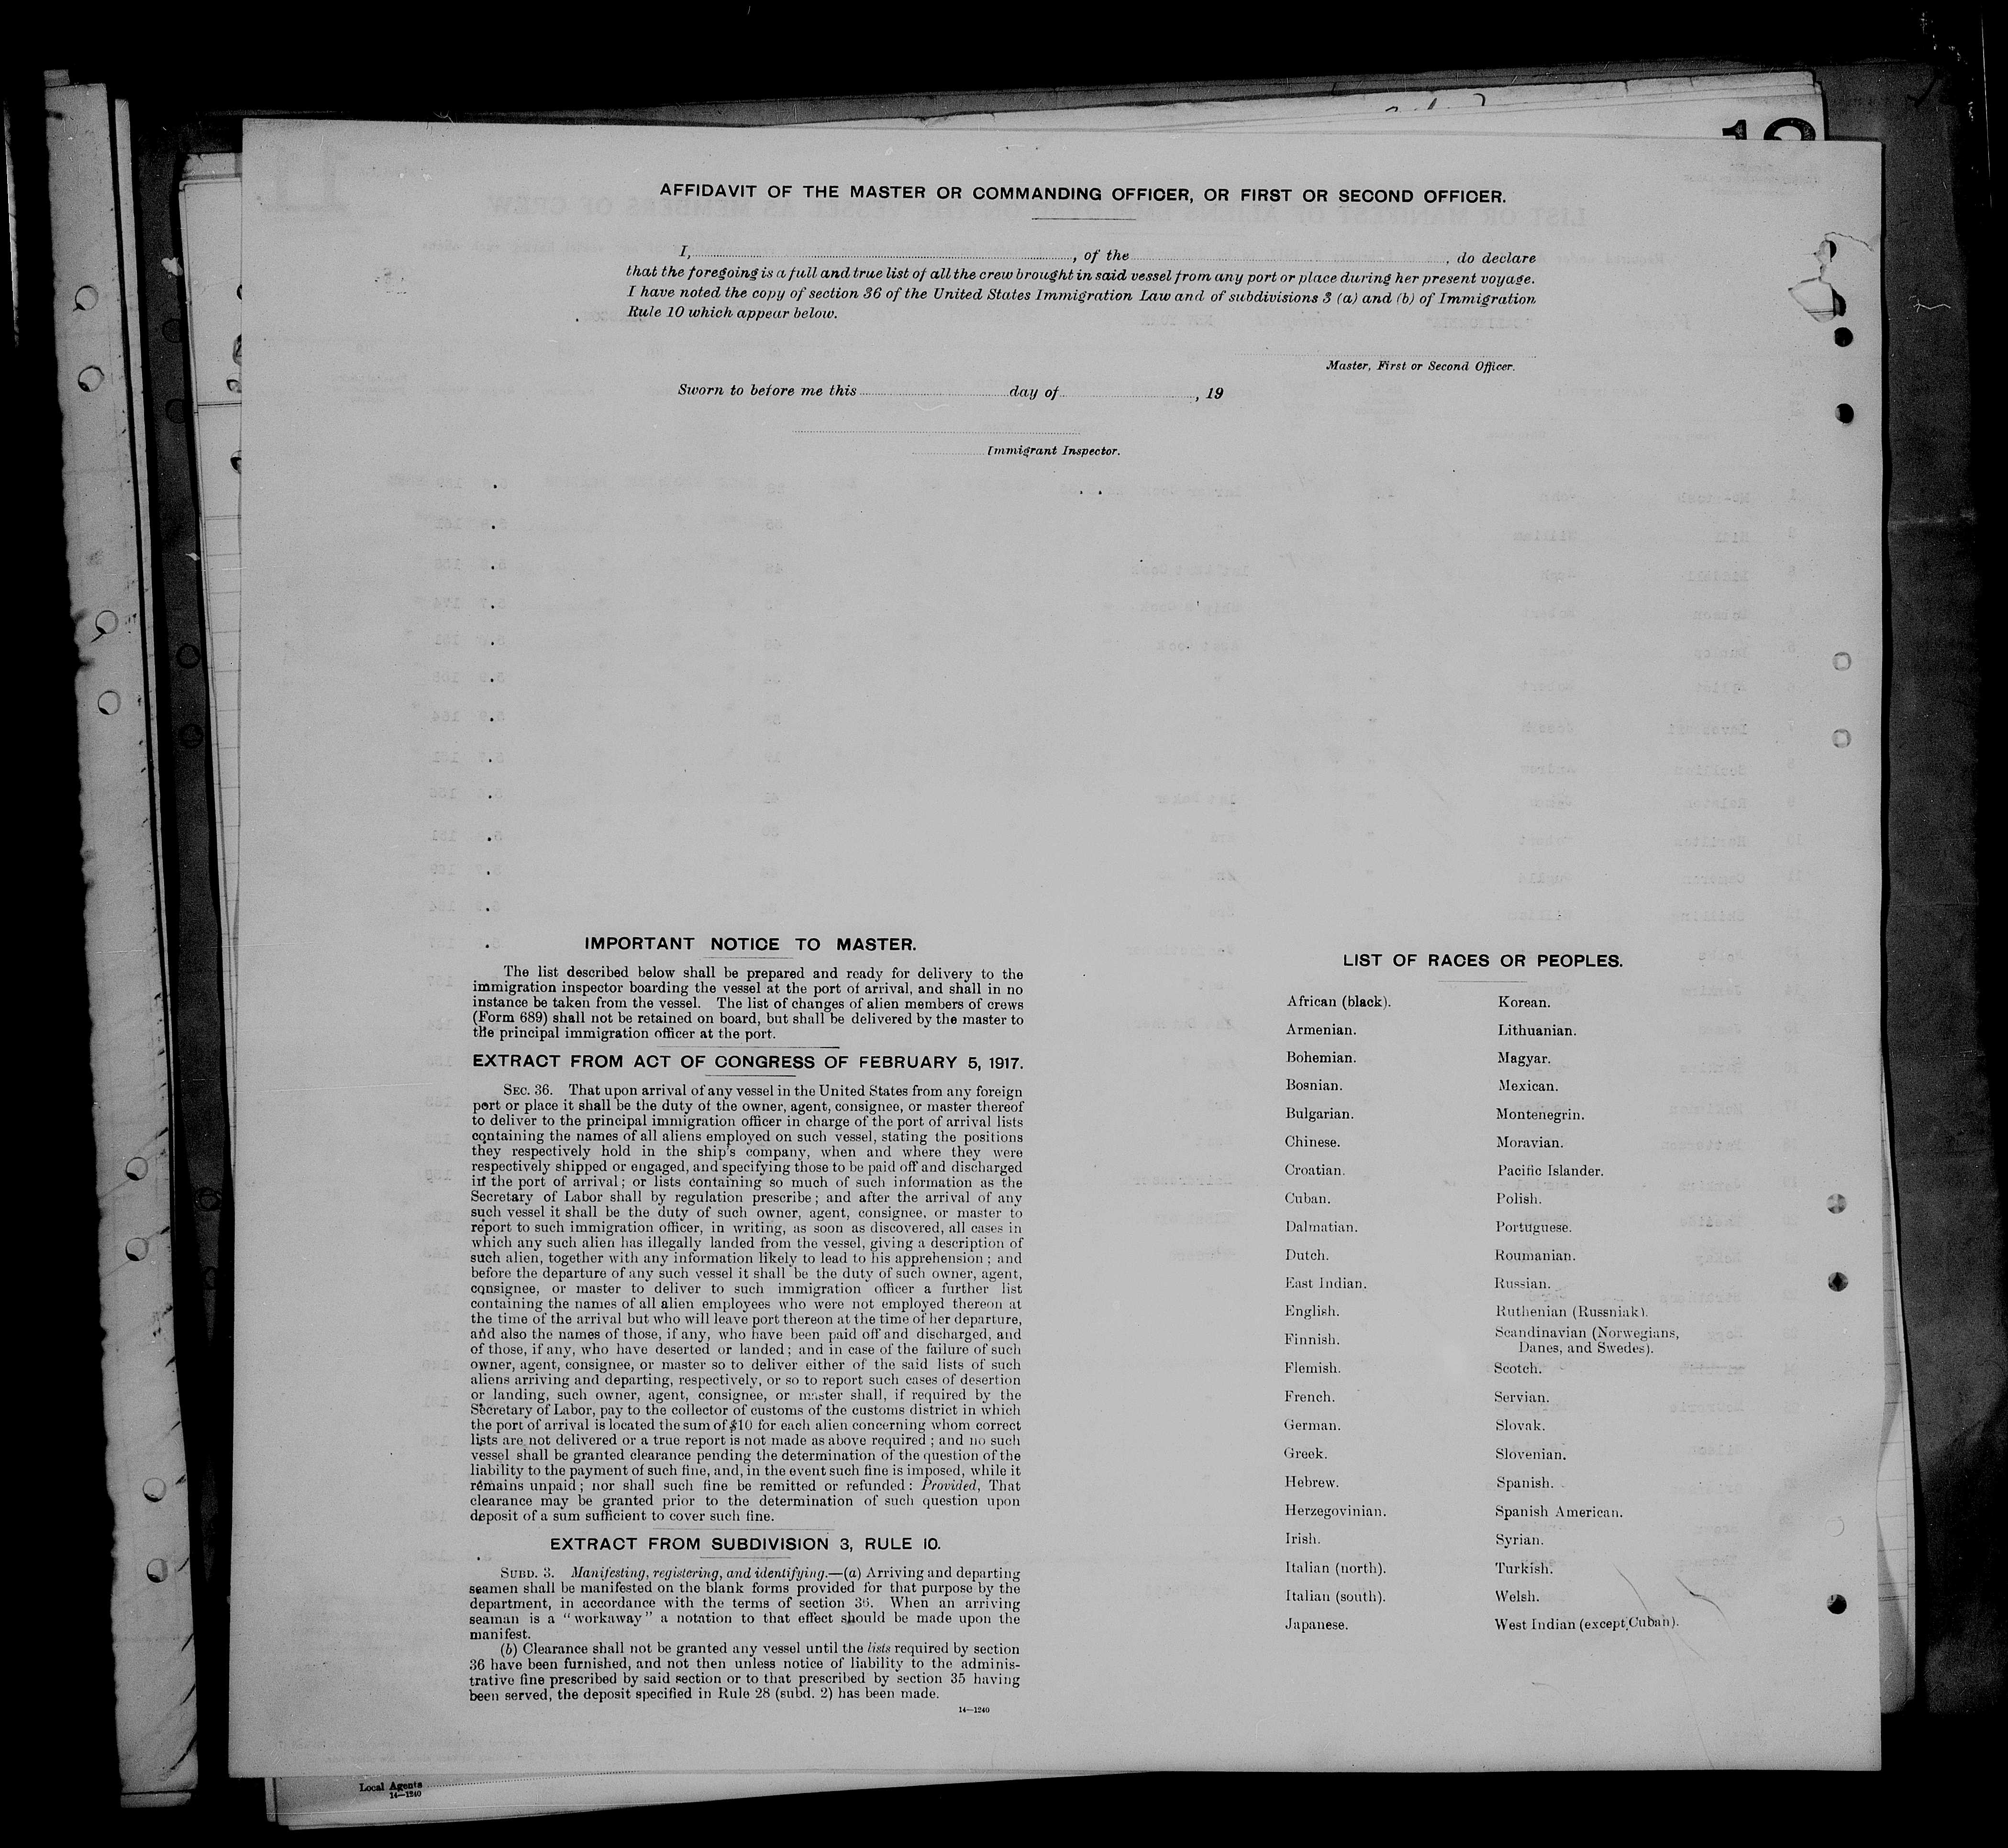 AFFIDAVIT OF THE MASTER OR COMMANDING OFFICER, OR FIRST OR SECOND OFFICER.
I, , of the , do declare
that the foregoing is a full and true list of all the crew brought in said vessel from any port or place during her present voyage.
I have noted the copy of section 36 of the United States Immigration Law and of subdivisions 3 (a) and (b) of Immigration
Rule 10 which appear below.
Master, First or Second Officer.
Sworn to before me this day of , 19
Immigrant Inspector.
IMPORTANT NOTICE TO MASTER.
The list described below shall be prepared and ready for delivery to the
immigration inspector boarding the vessel at the port of arrival, and shall in no
instance be taken from the vessel. The list of changes of alien members of crews
(Form 689) shall not be retained on board, but shall be delivered by the master to
the principal immigration officer at the port.
EXTRACT FROM ACT OF CONGRESS OF FEBRUARY 5, 1917.
SEC. 36. That upon arrival of any vessel in the United States from any foreign
port or place it shall be the duty of the owner, agent, consignee, or master thereof
to deliver to the principal immigration officer in charge of the port of arrival lists
containing the names of all aliens employed on such vessel, stating the positions
they respectively hold in the ship's company, when and where they were
respectively shipped or engaged, and specifying those to be paid off and discharged
in the port of arrival; or lists containing so much of such information as the
Secretary of Labor shall by regulation prescribe; and after the arrival of any
such vessel it shall be the duty of such owner, agent, consignee, or master to
report to such immigration officer, in writing, as soon as discovered, all cases in
which any such alien has illegally landed from the vessel, giving a description of
such alien, together with any information likely to lead to his apprehension; and
before the departure of any such vessel it shall be the duty of such owner, agent,
consignee, or master to deliver to such immigration officer a further list
containing the names of all alien employees who were not employed thereon at
the time of the arrival but who will leave port thereon at the time of her departure,
and also the names of those, if any, who have been paid off and discharged, and
of those, if any, who have deserted or landed; and in case of the failure of such
owner, agent, consignee, or master so to deliver either of the said lists of such
aliens arriving and departing, respectively, or so to report such cases of desertion
or landing, such owner, agent, consignee, or master shall, if required by the
Secretary of Labor, pay to the collector of customs of the customs district in which
the port of arrival is located the sum of $10 for each alien concerning whom correct
lists are not delivered or a true report is not made as above required; and no such
vessel shall be granted clearance pending the determination of the question of the
liability to the payment of such fine, and, in the event such fine is imposed, while it
remains unpaid; nor shall such fine be remitted or refunded: Provided, That
clearance may be granted prior to the determination of such question upon
deposit of a sum sufficient to cover such fine.
EXTRACT FROM SUBDIVISION 3, RULE 10.
SUBD. 3. Manifesting, registering, and identifying.—(a) Arriving and departing
seamen shall be manifested on the blank forms provided for that purpose by the
department, in accordance with the terms of section 36. When an arriving
seaman is a "workaway" a notation to that effect should be made upon the
manifest.
(b) Clearance shall not be granted any vessel until the lists required by section
36 have been furnished, and not then unless notice of liability to the adminis-
trative fine prescribed by said section or to that prescribed by section 35 having
been served, the deposit specified in Rule 28 (subd. 2) has been made.
14—1240
LIST OF RACES OR PEOPLES.
African (black).
Armenian.
Bohemian.
Bosnian.
Bulgarian.
Chinese.
Croatian.
Cuban.
Dalmatian.
Dutch.
East Indian.
English.
Finnish.
Flemish.
French.
German.
Greek.
Hebrew.
Herzegovinian.
Irish.
Italian (north).
Italian (south).
Japanese.
Korean.
Lithuanian.
Magyar.
Mexican.
Montenegrin.
Moravian.
Pacific Islander.
Polish.
Portuguese.
Roumanian.
Russian.
Ruthenian (Russniak).
Scandinavian (Norwegians,
Danes, and Swedes).
Scotch.
Servian.
Slovak.
Slovenian.
Spanish.
Spanish American.
Syrian.
Turkish.
Welsh.
West Indian (except Cuban).
Local Agents
14—1240